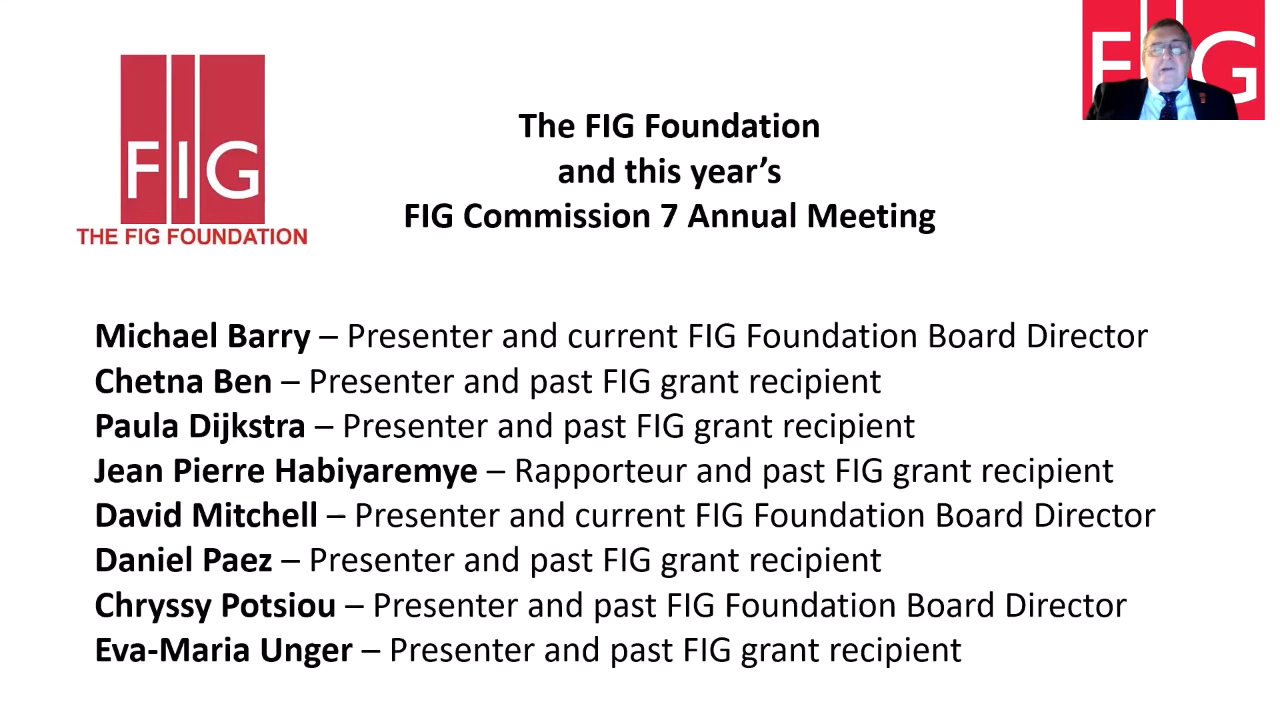 FIG
THE FIG FOUNDATION
The FIG Foundation
and this year’s
FIG Commission 7 Annual Meeting
FIG
Michael Barry – Presenter and current FIG Foundation Board Director
Chetna Ben – Presenter and past FIG grant recipient
Paula Dijkstra – Presenter and past FIG grant recipient
Jean Pierre Habiyaremye – Rapporteur and past FIG grant recipient
David Mitchell – Presenter and current FIG Foundation Board Director
Daniel Paez – Presenter and past FIG grant recipient
Chryssy Potsiou – Presenter and past FIG Foundation Board Director
Eva-Maria Unger – Presenter and past FIG grant recipient